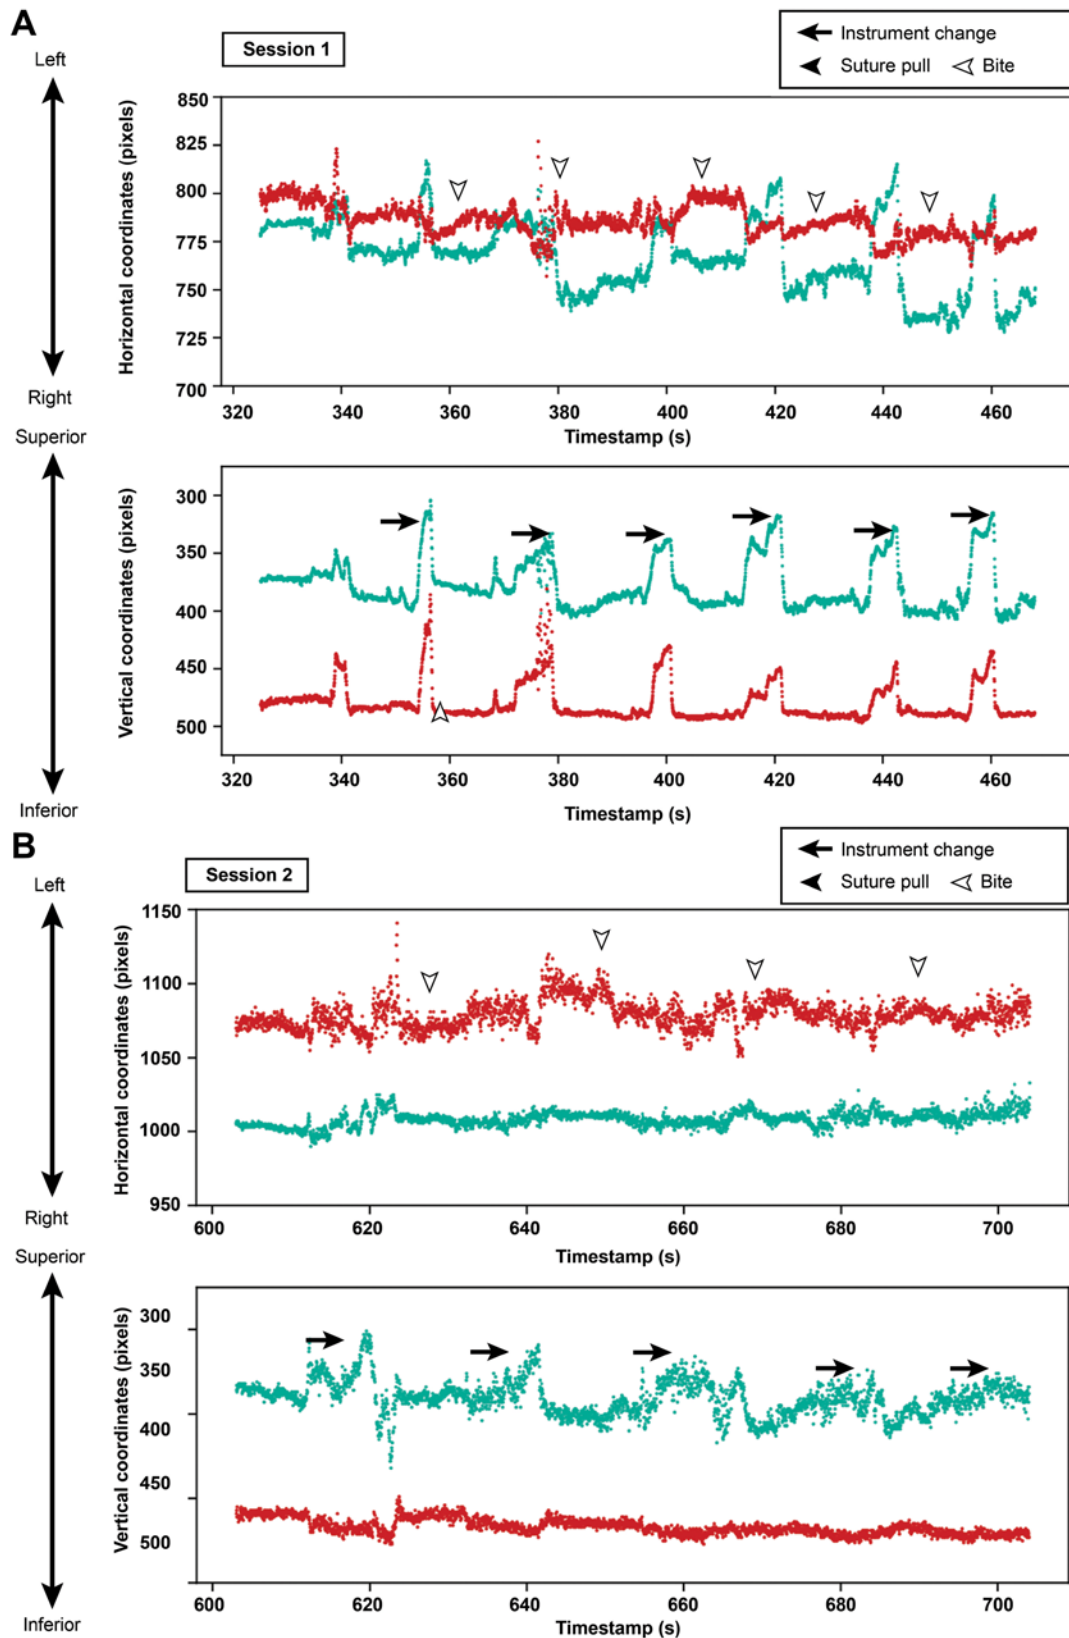 A
Left
Session 1
Instrument change
Suture pull
Bite
Horizontal coordinates (pixels)
850
825
800
775
750
725
700
Right
320 340 360 380 400 420 440 460
Timestamp (s)
Superior
Vertical coordinates (pixels)
300
350
400
450
500
320 340 360 380 400 420 440 460
Timestamp (s)
Inferior
B
Left
Session 2
Instrument change
Suture pull
Bite
Horizontal coordinates (pixels)
1150
1100
1050
1000
950
Right
600 620 640 660 680 700
Timestamp (s)
Superior
Vertical coordinates (pixels)
300
350
400
450
500
600 620 640 660 680 700
Timestamp (s)
Inferior